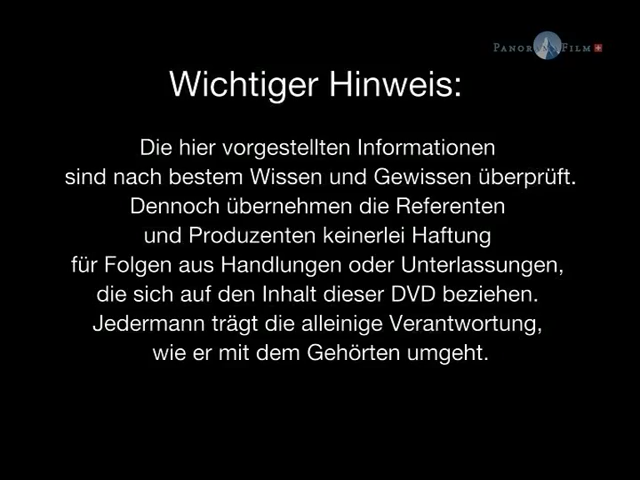 PANORAMA FILM
Wichtiger Hinweis:
Die hier vorgestellten Informationen
sind nach bestem Wissen und Gewissen überprüft.
Dennoch übernehmen die Referenten
und Produzenten keinerlei Haftung
für Folgen aus Handlungen oder Unterlassungen,
die sich auf den Inhalt dieser DVD beziehen.
Jedermann trägt die alleinige Verantwortung,
wie er mit dem Gehörten umgeht.